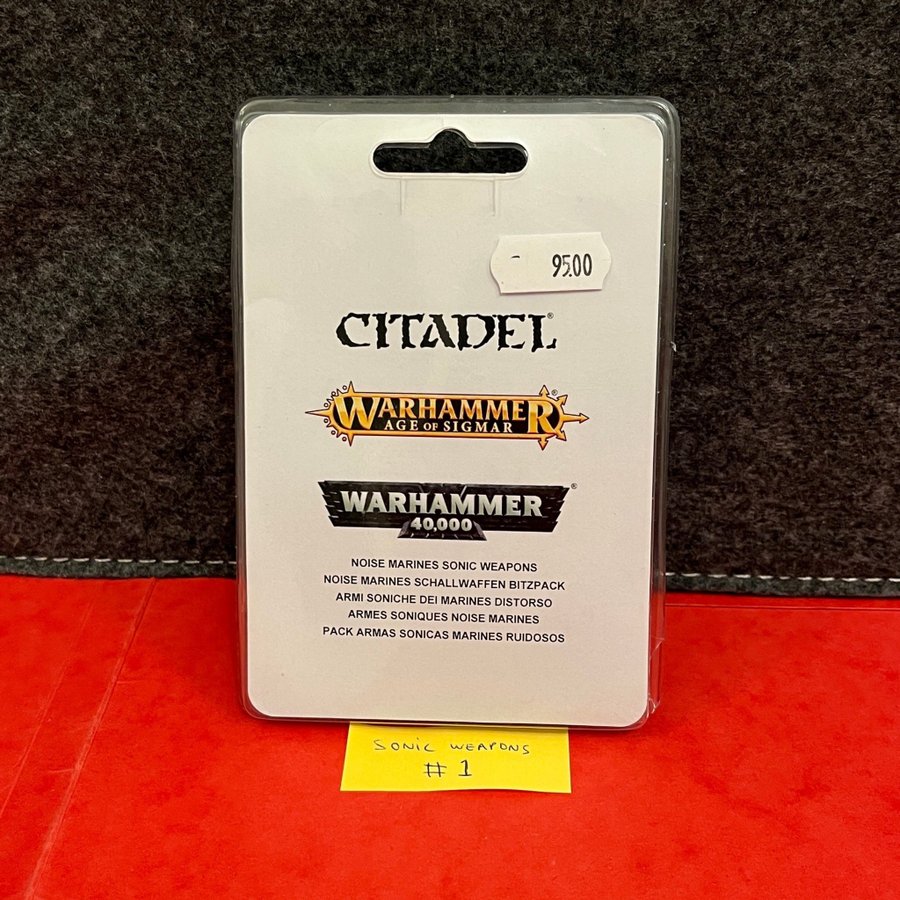 - 95.00
CITADEL®
WARHAMMER®
AGE OF SIGMAR
WARHAMMER®
40,000
NOISE MARINES SONIC WEAPONS
NOISE MARINES SCHALLWAFFEN BITZPACK
ARMI SONICHE DEI MARINES DISTORSO
ARMES SONIQUES NOISE MARINES
PACK ARMAS SONICAS MARINES RUIDOSOS
SONIC WEAPONS
#1